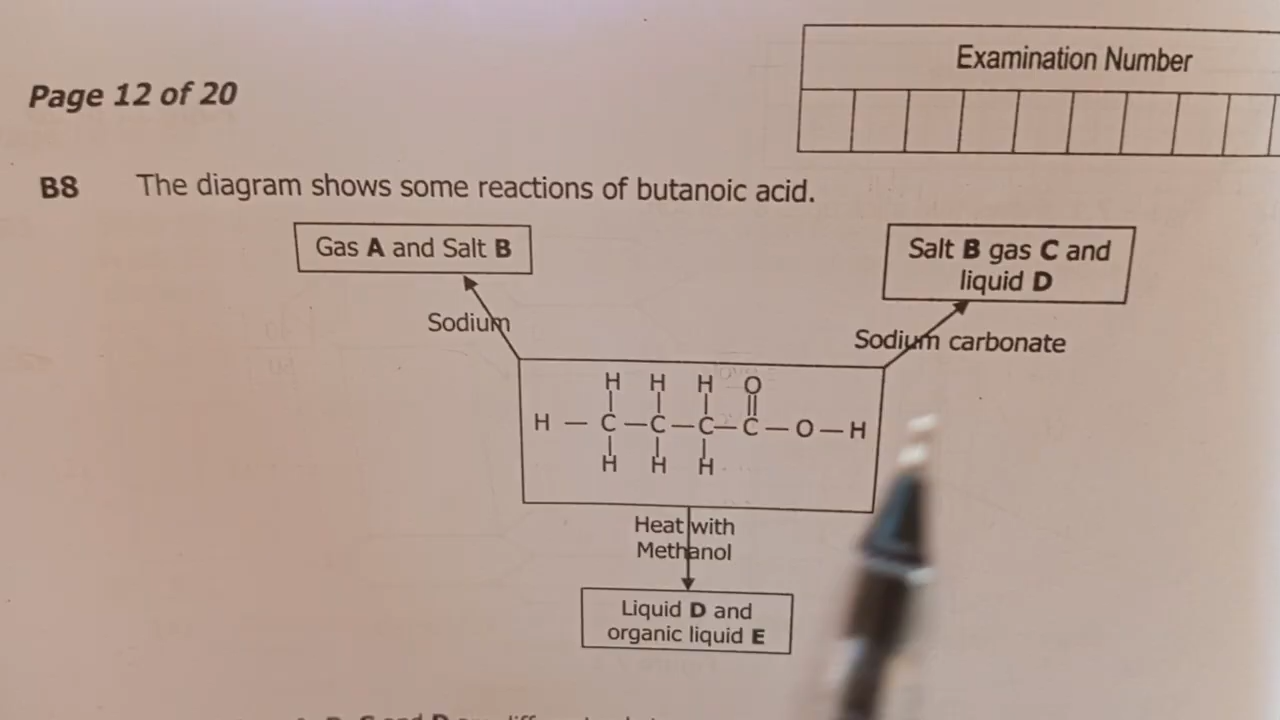 Examination Number
Page 12 of 20
B8 The diagram shows some reactions of butanoic acid.
Gas A and Salt B
Salt B gas C and
liquid D
Sodium
Sodium carbonate
H H H O
H — C — C — C — C — O — H
H H H
Heat with
Methanol
Liquid D and
organic liquid E